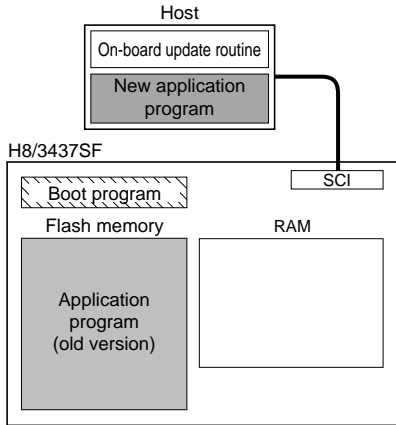 Host
On-board update routine
New application
program
H8/3437SF
SCI
Boot program
Flash memory
RAM
Application
program
(old version)